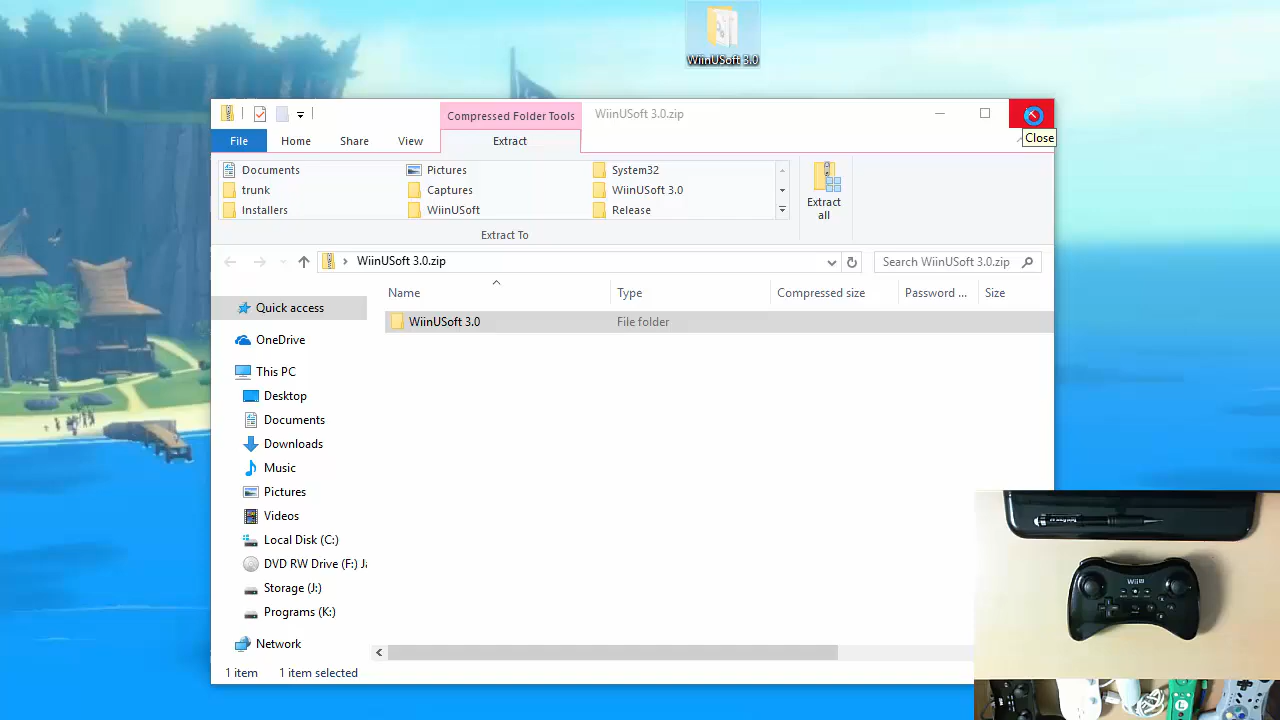 WiinUSoft 3.0
Compressed Folder Tools
WiinUSoft 3.0.zip
Close
File
Home
Share
View
Extract
Documents
Pictures
System32
trunk
Captures
WiinUSoft 3.0
Installers
WiinUSoft
Release
Extract
all
Extract To
WiinUSoft 3.0.zip
Search WiinUSoft 3.0.zip
Name
Type
Compressed size
Password ...
Size
Quick access
WiinUSoft 3.0
File folder
OneDrive
This PC
Desktop
Documents
Downloads
Music
Pictures
Videos
Local Disk (C:)
DVD RW Drive (F:) Ja
Storage (J:)
Programs (K:)
Network
1 item
1 item selected
Wii U
L